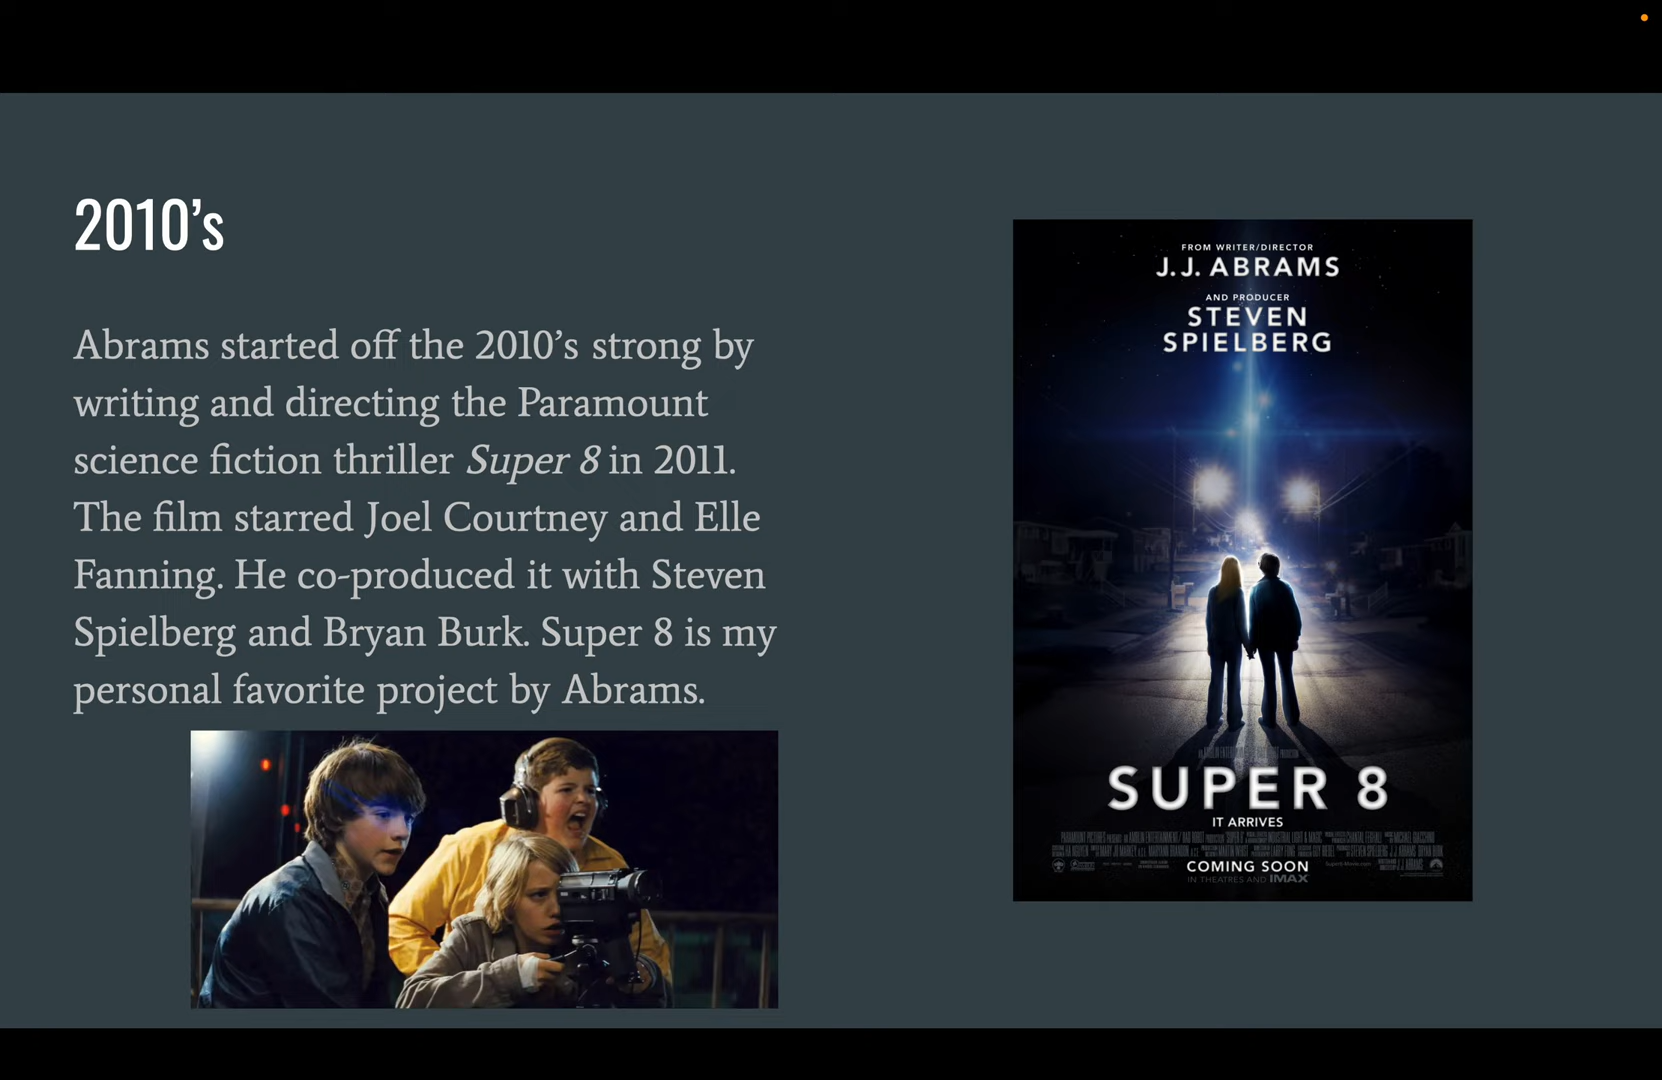 2010’s
Abrams started off the 2010’s strong by
writing and directing the Paramount
science fiction thriller Super 8 in 2011.
The film starred Joel Courtney and Elle
Fanning. He co-produced it with Steven
Spielberg and Bryan Burk. Super 8 is my
personal favorite project by Abrams.
FROM WRITER/DIRECTOR
J.J. ABRAMS
AND PRODUCER
STEVEN
SPIELBERG
SUPER 8
IT ARRIVES
COMING SOON
IN THEATRES AND IMAX